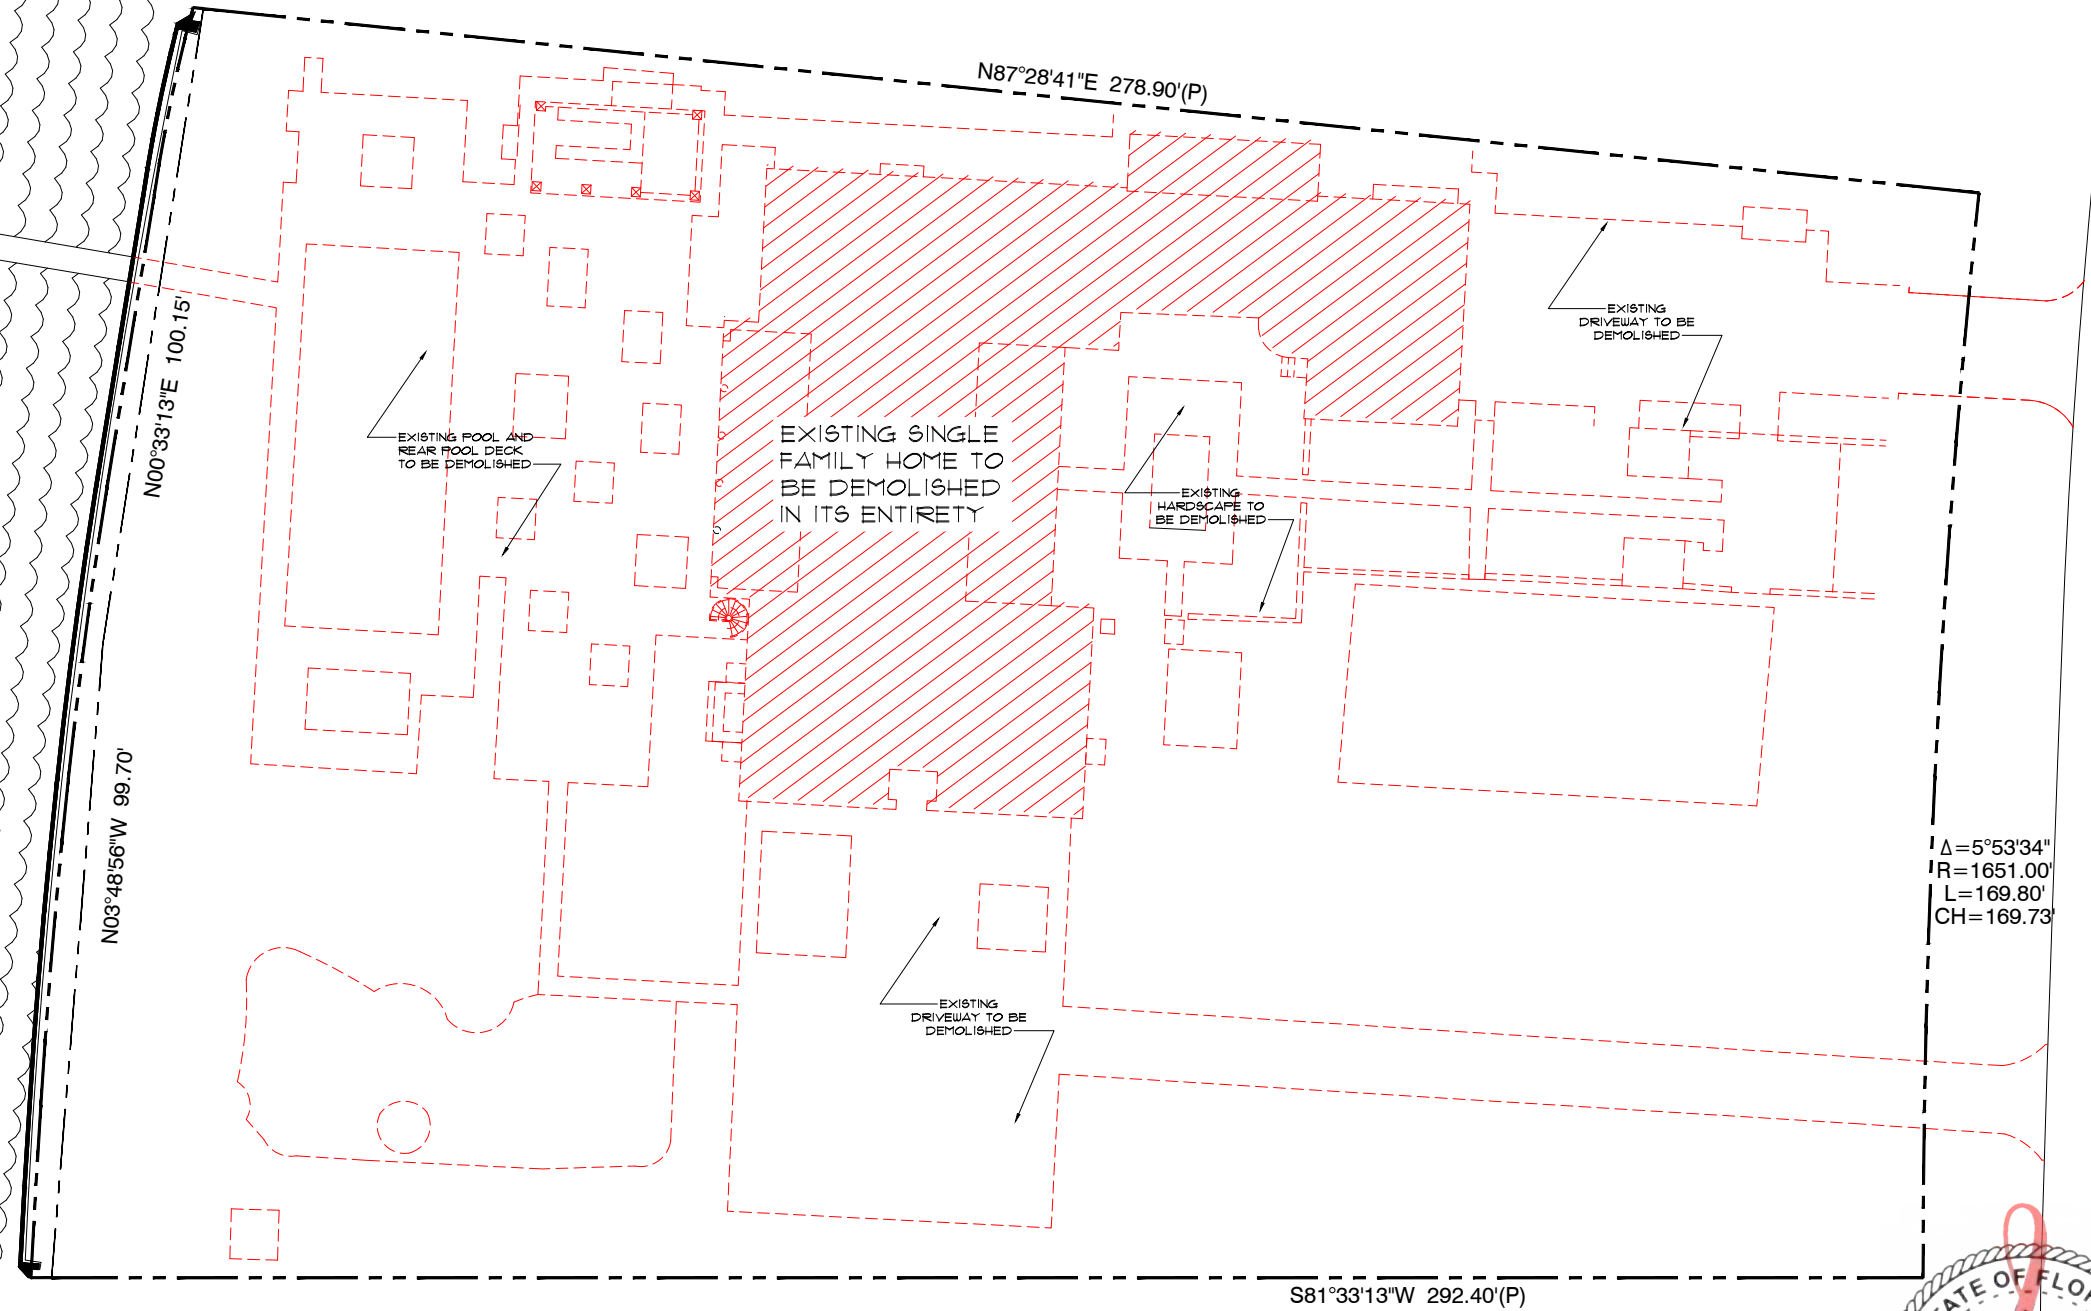 N87°28'41"E 278.90'(P)
EXISTING
DRIVEWAY TO BE
DEMOLISHED
N00°33'13"E 100.15'
EXISTING POOL AND
REAR POOL DECK
TO BE DEMOLISHED
EXISTING SINGLE
FAMILY HOME TO
BE DEMOLISHED
IN ITS ENTIRETY
EXISTING
HARDSCAPE TO
BE DEMOLISHED
N03°48'56"W 99.70'
Δ=5°53'34"
R=1651.00'
L=169.80'
CH=169.73'
EXISTING
DRIVEWAY TO BE
DEMOLISHED
S81°33'13"W 292.40'(P)
OF